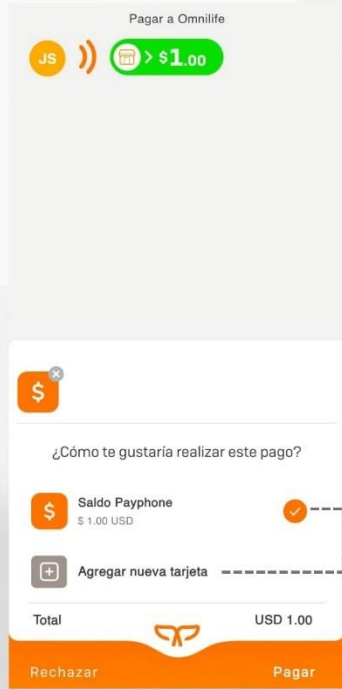 Pagar a Omnilife
JS > $1.00
$
¿Cómo te gustaría realizar este pago?
$ Saldo Payphone
$ 1.00 USD
Agregar nueva tarjeta
Total USD 1.00
Rechazar Pagar